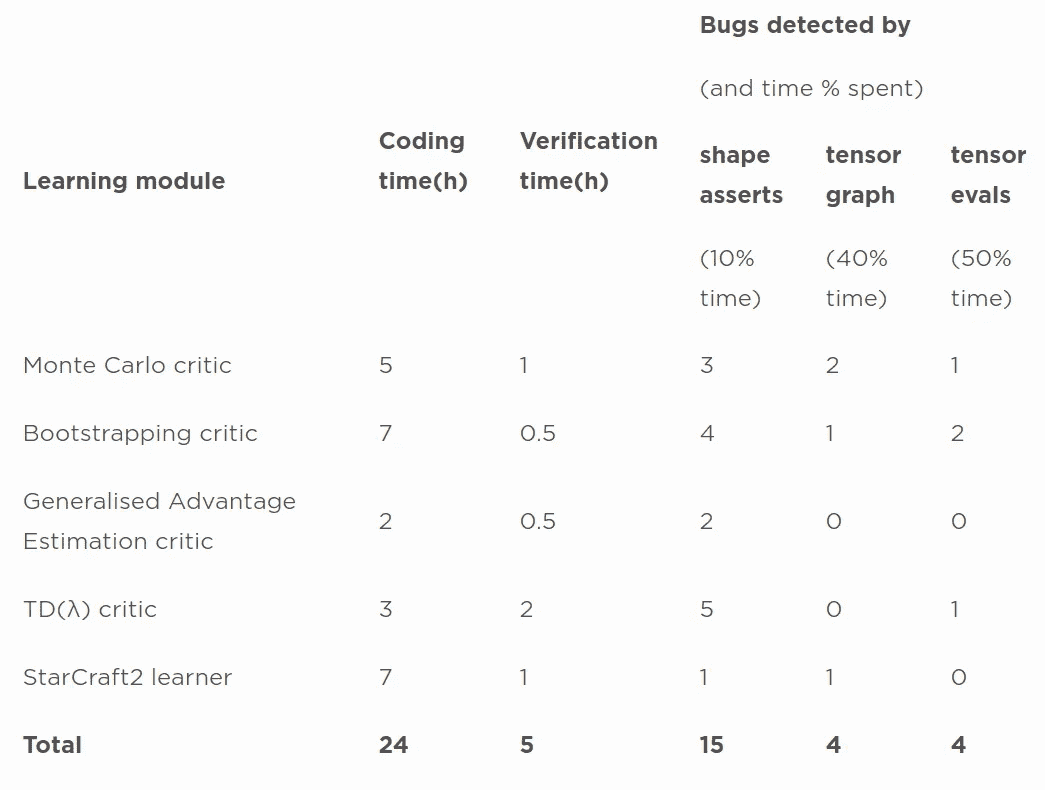 Bugs detected by
(and time % spent)
Learning module
Coding
time(h)
Verification
time(h)
shape
asserts
(10%
time)
tensor
graph
(40%
time)
tensor
evals
(50%
time)
Monte Carlo critic 5 1 3 2 1
Bootstrapping critic 7 0.5 4 1 2
Generalised Advantage
Estimation critic 2 0.5 2 0 0
TD(λ) critic 3 2 5 0 1
StarCraft2 learner 7 1 1 1 0
Total 24 5 15 4 4